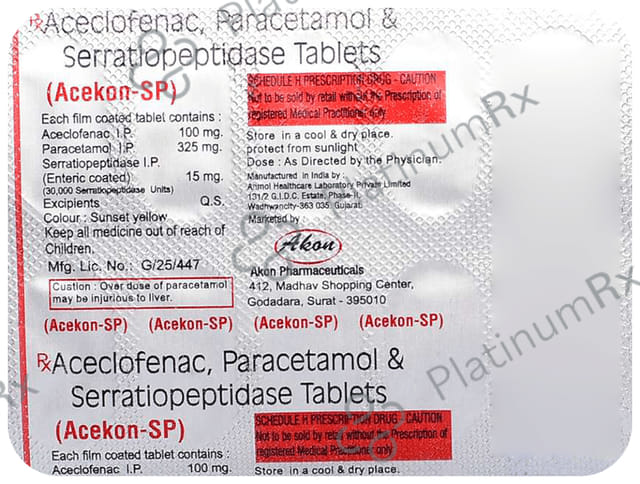 RxAceclofenac, Paracetamol &
Serratiopeptidase Tablets
(Acekon-SP)
Each film coated tablet contains :
Aceclofenac I.P. 100 mg.
Paracetamol I.P. 325 mg.
Serratiopeptidase I.P.
(Enteric coated) 15 mg.
(30,000 Serratiopeptidase Units)
Excipients Q.S.
Colour : Sunset yellow
Keep all medicine out of reach of
Children.
Mfg. Lic. No.: G/25/447
Custion : Over dose of paracetamol
may be injurious to liver.
SCHEDULE H PRESCRIPTION DRUG - CAUTION
Not to be sold by retail without the Prescription of
registered Medical Practitioner only
Store in a cool & dry place.
protect from sunlight
Dose : As Directed by the Physician.
Manufactured in India by :
Healthcare Laboratory Private Limited
131/2 G.I.D.C. Estate, Phase-II,
Wadhwancity-363 035. Gujarat
Marketed by
Akon
Akon Pharmaceuticals
412, Madhav Shopping Center,
Godadara, Surat - 395010
(Acekon-SP) (Acekon-SP) (Acekon-SP) (Acekon-SP)
RxAceclofenac, Paracetamol &
Serratiopeptidase Tablets
(Acekon-SP)
Each film coated tablet contains :
Aceclofenac I.P. 100 mg.
SCHEDULE H PRESCRIPTION DRUG - CAUTION
Not to be sold by retail without the Prescription of
registered Medical Practitioner only
Store in a cool & dry place.
PlatinumRx
PlatinumRx